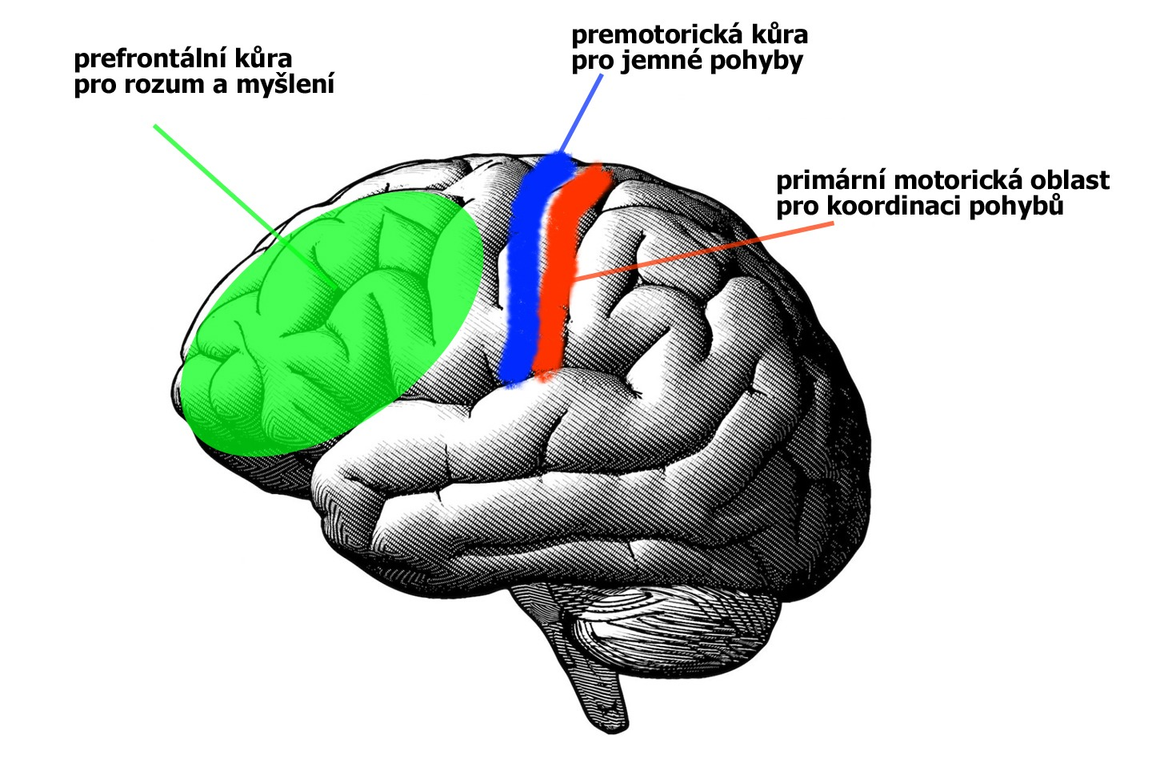 prefrontální kůra
pro rozum a myšlení
premotorická kůra
pro jemné pohyby
primární motorická oblast
pro koordinaci pohybů